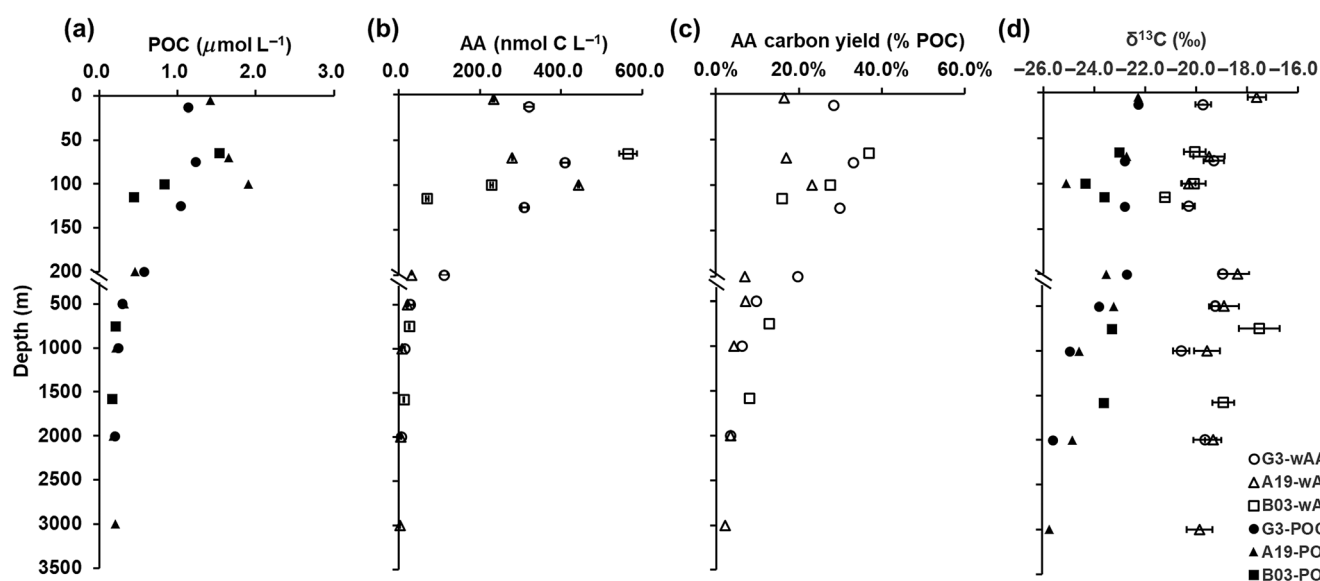 (a)
POC (μmol L⁻¹)
0.0 1.0 2.0 3.0
(b)
AA (nmol C L⁻¹)
0.0 200.0 400.0 600.0
(c)
AA carbon yield (% POC)
0.0% 20.0% 40.0% 60.0%
(d)
δ¹³C (‰)
−26.0 −24.0 −22.0 −20.0 −18.0 −16.0
Depth (m)
0
50
100
150
200
500
1000
1500
2000
2500
3000
3500
G3-wAA
A19-wA
B03-wA
G3-POC
A19-PO
B03-PO